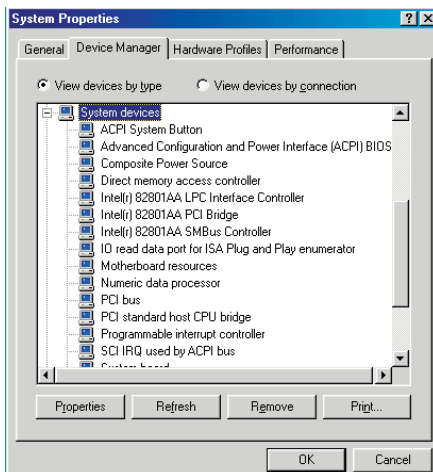 System Properties
General Device Manager Hardware Profiles Performance
View devices by type View devices by connection
System devices
ACPI System Button
Advanced Configuration and Power Interface (ACPI) BIOS
Composite Power Source
Direct memory access controller
Intel(r) 82801AA LPC Interface Controller
Intel(r) 82801AA PCI Bridge
Intel(r) 82801AA SMBus Controller
IO read data port for ISA Plug and Play enumerator
Motherboard resources
Numeric data processor
PCI bus
PCI standard host CPU bridge
Programmable interrupt controller
SCI IRQ used by ACPI bus
System board
Properties Refresh Remove Print...
OK Cancel